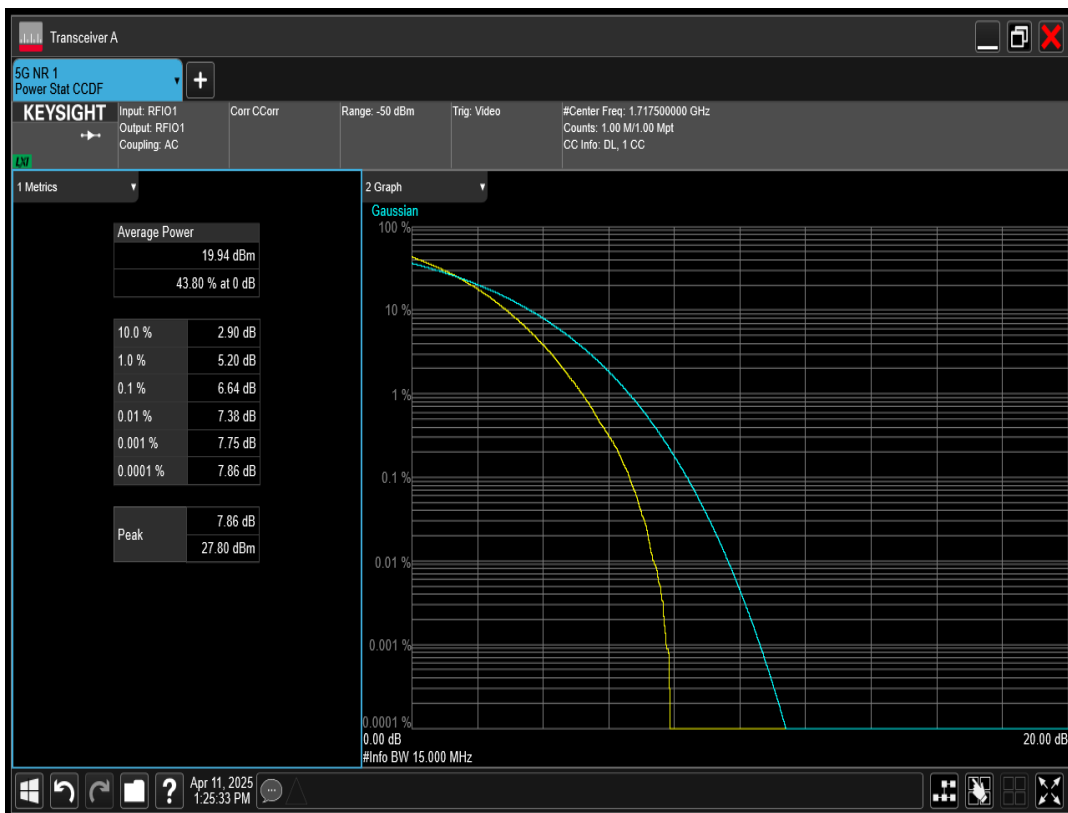 Transceiver A
5G NR 1
Power Stat CCDF
+
KEYSIGHT
LXI
Input: RFIO1
Output: RFIO1
Coupling: AC
Corr CCorr
Range: -50 dBm
Trig: Video
#Center Freq: 1.717500000 GHz
Counts: 1.00 M/1.00 Mpt
CC Info: DL, 1 CC
1 Metrics
Average Power
19.94 dBm
43.80 % at 0 dB
10.0 % 2.90 dB
1.0 % 5.20 dB
0.1 % 6.64 dB
0.01 % 7.38 dB
0.001 % 7.75 dB
0.0001 % 7.86 dB
Peak 7.86 dB
27.80 dBm
2 Graph
Gaussian
100 %
10 %
1 %
0.1 %
0.01 %
0.001 %
0.0001 %
0.00 dB 20.00 dB
#Info BW 15.000 MHz
? Apr 11, 2025
1:25:33 PM